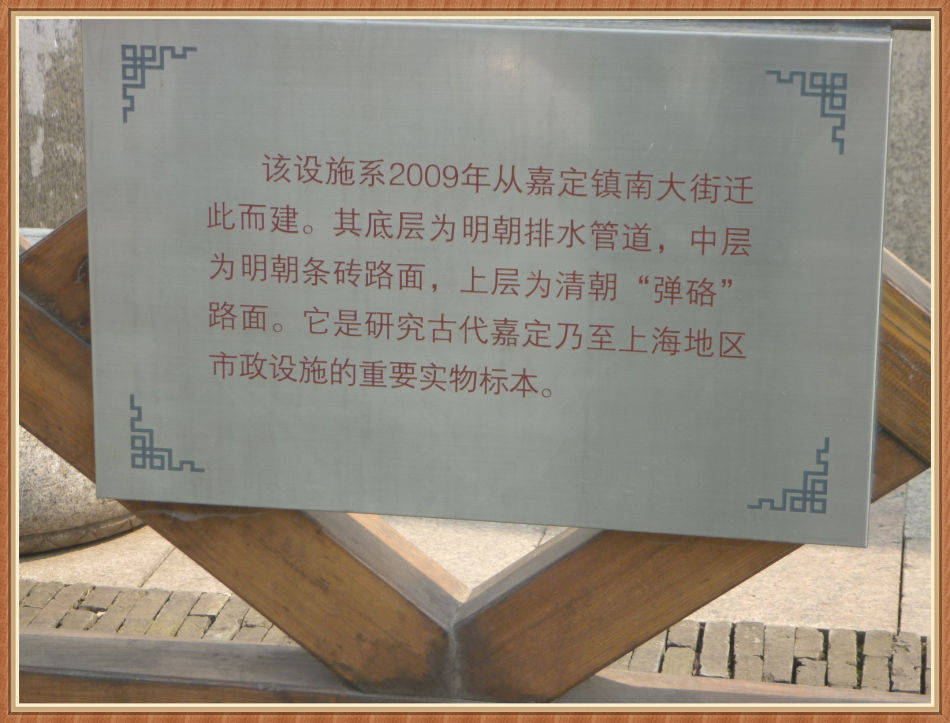 该设施系2009年从嘉定镇南大街迁
此而建。其底层为明朝排水管道，中层
为明朝条砖路面，上层为清朝“弹硌”
路面。它是研究古代嘉定乃至上海地区
市政设施的重要实物标本。